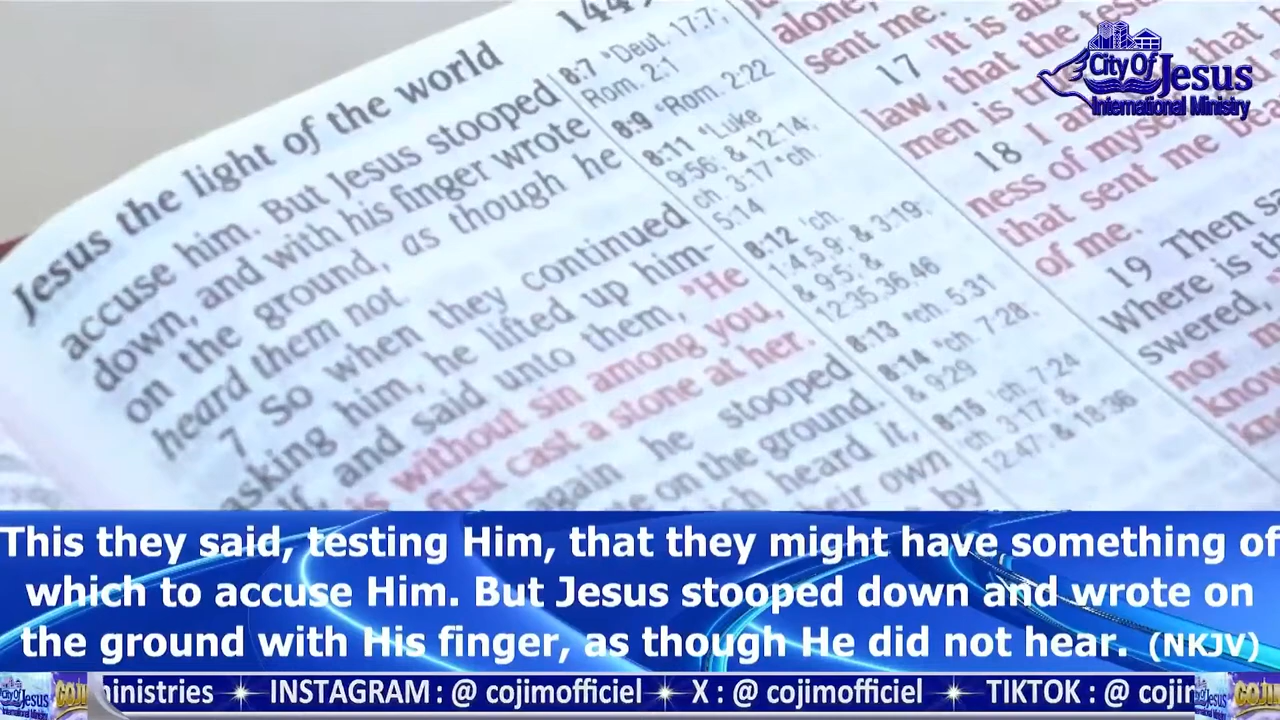 Jesus the light of the world
accuse him. But Jesus stooped
down, and with his finger wrote
on the ground, as though he
heard them not.
7 So when they continued
asking him, he lifted up him-
and said unto them, "He
is without sin among you,
first cast a stone at her.
again he stooped
on the ground.
heard it,
own
by
8:7 Deut. 17:7;
Rom. 2:1
8:9 Rom. 2:22
8:11 Luke
9:56; & 12:14;
ch. 3:17 ch.
5:14
8:12 ch.
1:4,5,9; & 3:19;
& 9:5; &
12:35,36,46
8:13 ch. 5:31
8:14 ch. 7:28;
& 9:29
8:15 ch. 7:24
ch. 3:17; &
12:47; & 18:36
alone,
sent me.
17 It is
law, that the
men is
18 I
ness of
that sent me
of me.
19 Then
Where is
swered,
nor
City Of Jesus
International Ministry
This they said, testing Him, that they might have something of
which to accuse Him. But Jesus stooped down and wrote on
the ground with His finger, as though He did not hear. (NKJV)
City Of Jesus
International Ministry
ministries ✴ INSTAGRAM : @ cojimofficiel ✴ X : @ cojimofficiel ✴ TIKTOK : @